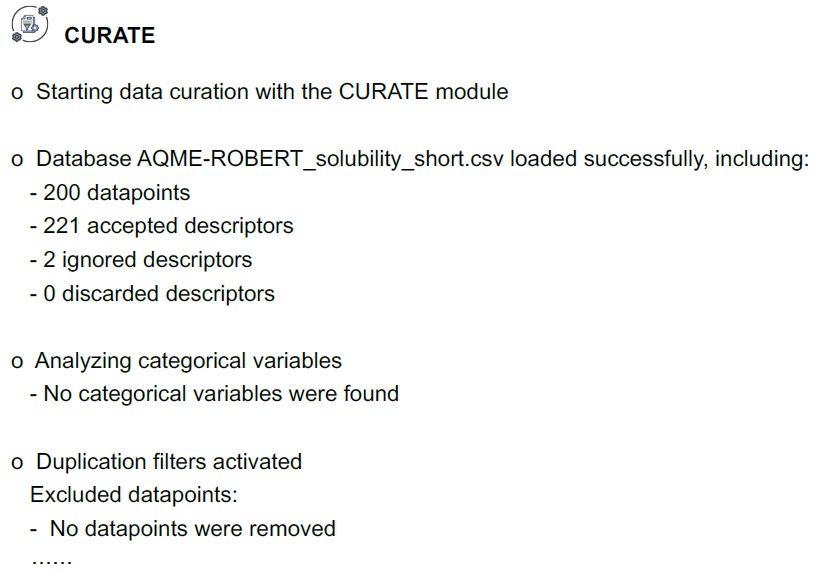 CURATE
o Starting data curation with the CURATE module
o Database AQME-ROBERT_solubility_short.csv loaded successfully, including:
- 200 datapoints
- 221 accepted descriptors
- 2 ignored descriptors
- 0 discarded descriptors
o Analyzing categorical variables
- No categorical variables were found
o Duplication filters activated
Excluded datapoints:
- No datapoints were removed
......